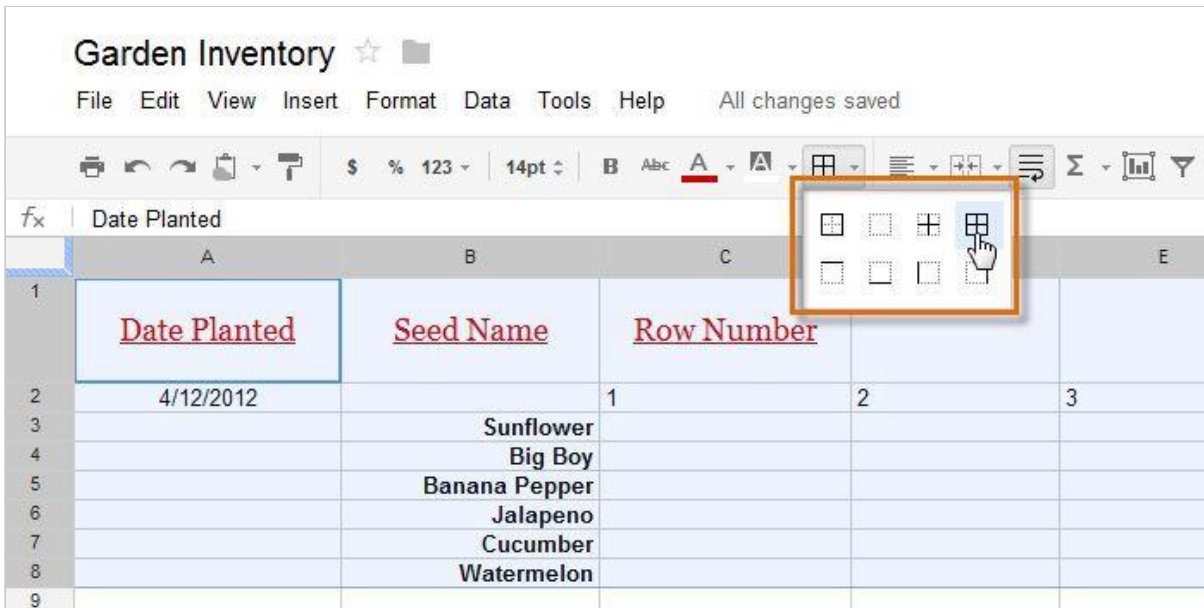 Garden Inventory
File Edit View Insert Format Data Tools Help All changes saved
$ % 123 14pt B Abc A A Σ
fx Date Planted
A B C E
1 Date Planted Seed Name Row Number
2 4/12/2012 1 2 3
3 Sunflower
4 Big Boy
5 Banana Pepper
6 Jalapeno
7 Cucumber
8 Watermelon
9